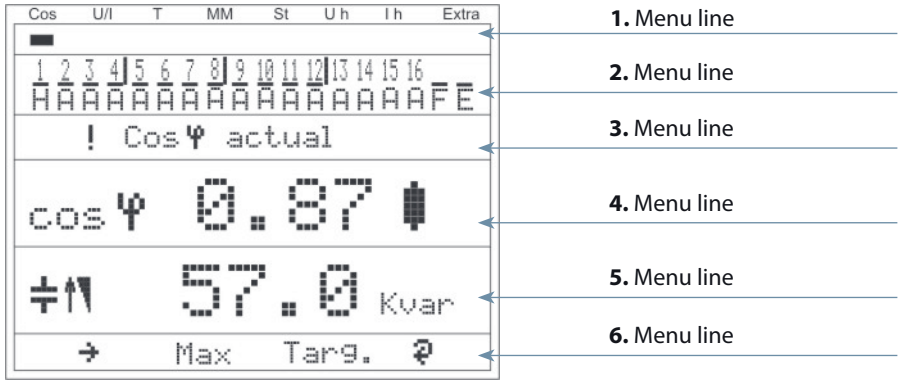 Cos U/I T MM St U h I h Extra
1. Menu line
1 2 3 4 5 6 7 8 9 10 11 12 13 14 15 16
2. Menu line
H A A A A A A A A A A A A A A A F E
! Cosφ actual
3. Menu line
cos φ 0.87
4. Menu line
57.0 Kvar
5. Menu line
→ Max Targ.
6. Menu line